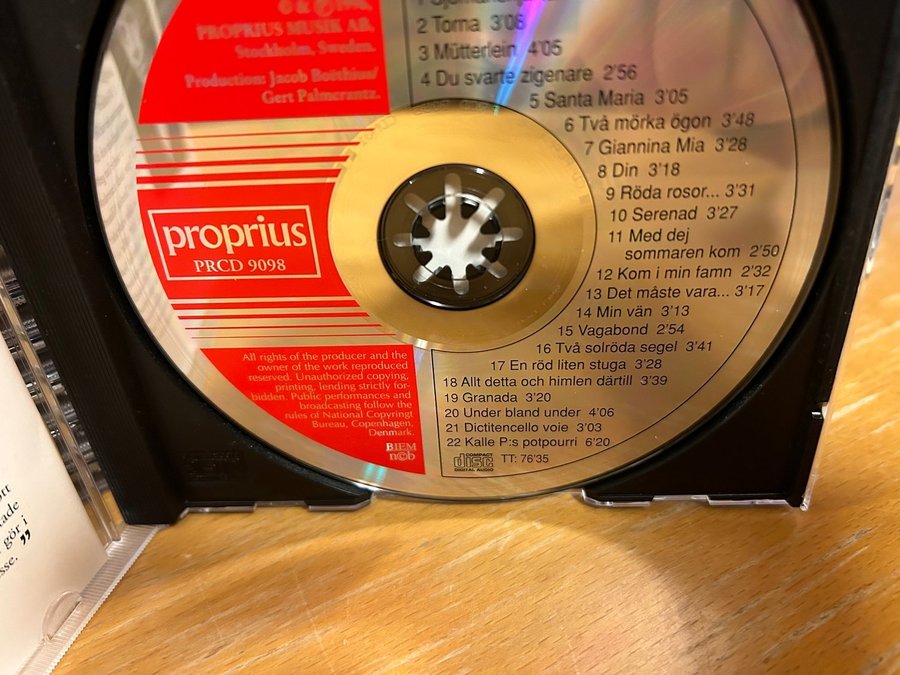 PROPRIUS MUSIK AB,
Stockholm, Sweden.
Production: Jacob Boëthius/
Gert Palmcrantz.
2 Torna 3'08
3 Mütterlein 4'05
4 Du svarte zigenare 2'56
5 Santa Maria 3'05
6 Två mörka ögon 3'48
7 Giannina Mia 3'28
8 Din 3'18
9 Röda rosor... 3'31
10 Serenad 3'27
11 Med dej
sommaren kom 2'50
12 Kom i min famn 2'32
13 Det måste vara... 3'17
14 Min vän 3'13
15 Vagabond 2'54
16 Två solröda segel 3'41
17 En röd liten stuga 3'28
18 Allt detta och himlen därtill 3'39
19 Granada 3'20
20 Under bland under 4'06
21 Dictitencello voie 3'03
22 Kalle P:s potpourri 6'20
COMPACT
disc
DIGITAL AUDIO
TT: 76'35
proprius
PRCD 9098
All rights of the producer and the
owner of the work reproduced
reserved. Unauthorized copying,
printing, lending strictly for-
bidden. Public performances and
broadcasting follow the
rules of National Copyringt
Bureau, Copenhagen,
Denmark.
BIEM
n©b
gör i
sse."